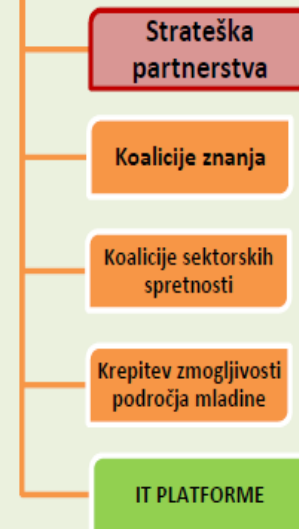 Strateška
partnerstva
Koalicije znanja
Koalicije sektorskih
spretnosti
Krepitev zmogljivosti
področja mladine
IT PLATFORME